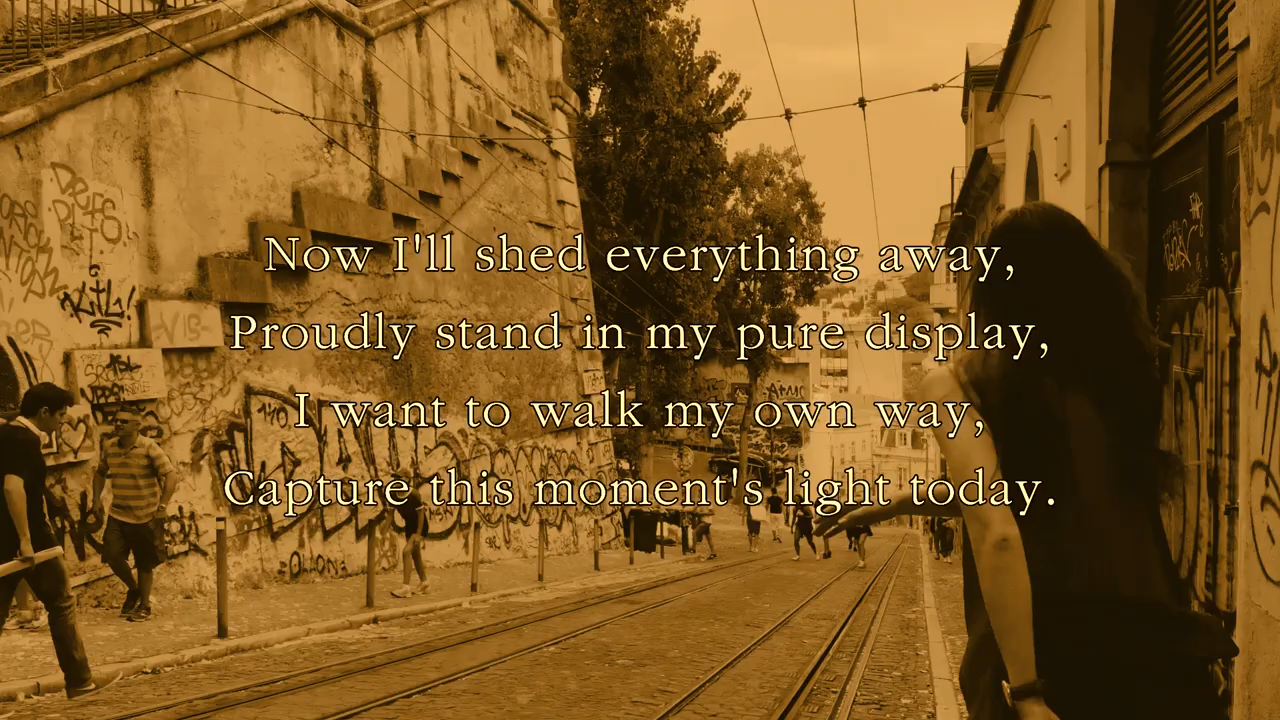 Now I'll shed everything away,
Proudly stand in my pure display,
I want to walk my own way,
Capture this moment's light today.